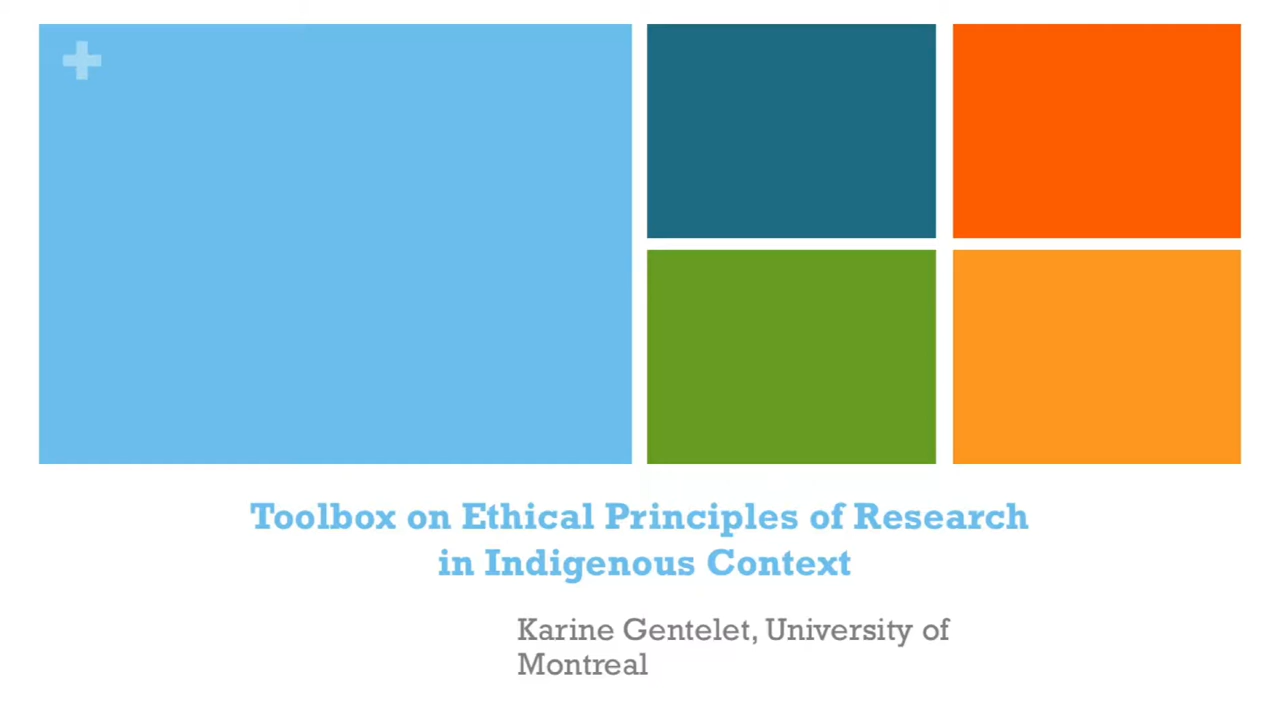 Toolbox on Ethical Principles of Research
in Indigenous Context
Karine Gentelet, University of
Montreal